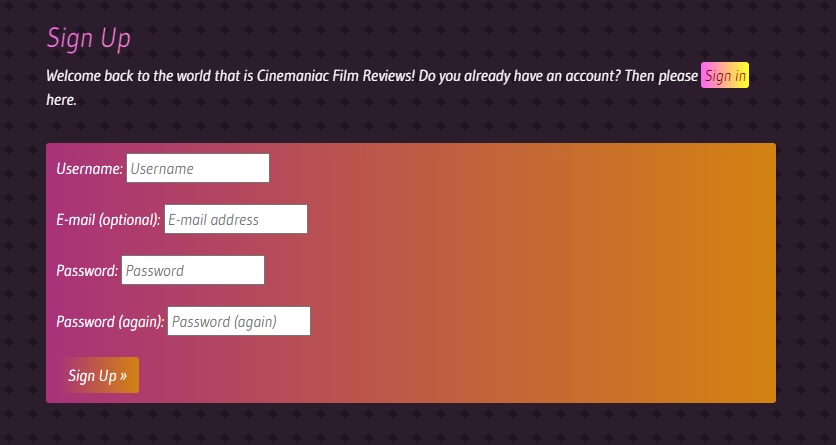 Sign Up
Welcome back to the world that is Cinemaniac Film Reviews! Do you already have an account? Then please Sign in
here.
Username: Username
E-mail (optional): E-mail address
Password: Password
Password (again): Password (again)
Sign Up »